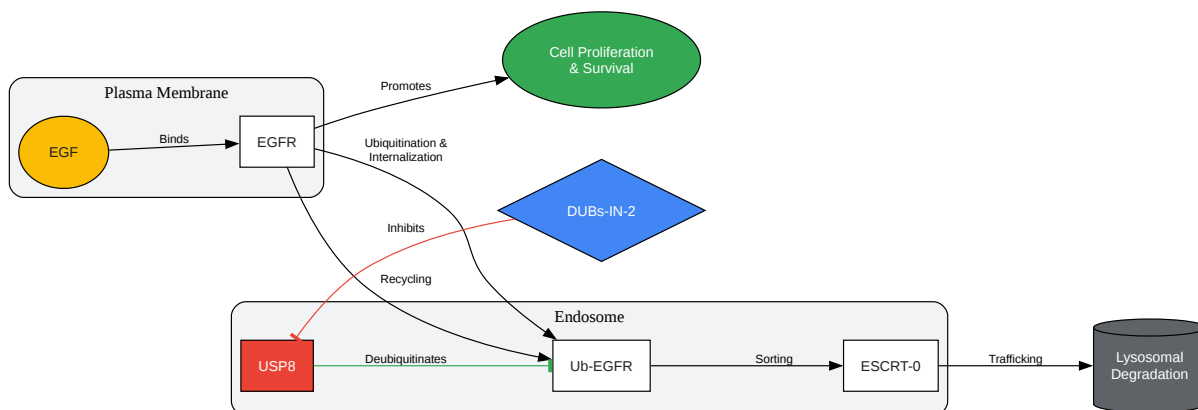 Cell Proliferation
& Survival
Plasma Membrane
Promotes
EGF
Binds
EGFR
Ubiquitination &
Internalization
DUBs-IN-2
Inhibits
Recycling
Endosome
USP8
Deubiquitinates
Ub-EGFR
Sorting
ESCRT-0
Trafficking
Lysosomal
Degradation